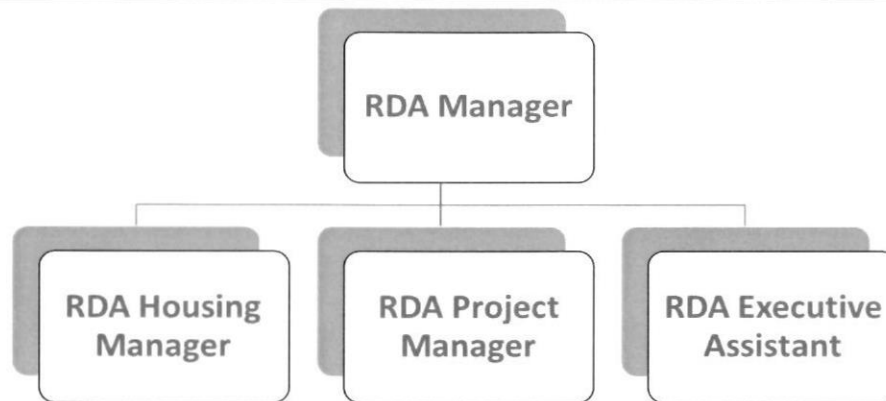 RDA Manager
RDA Housing
Manager
RDA Project
Manager
RDA Executive
Assistant